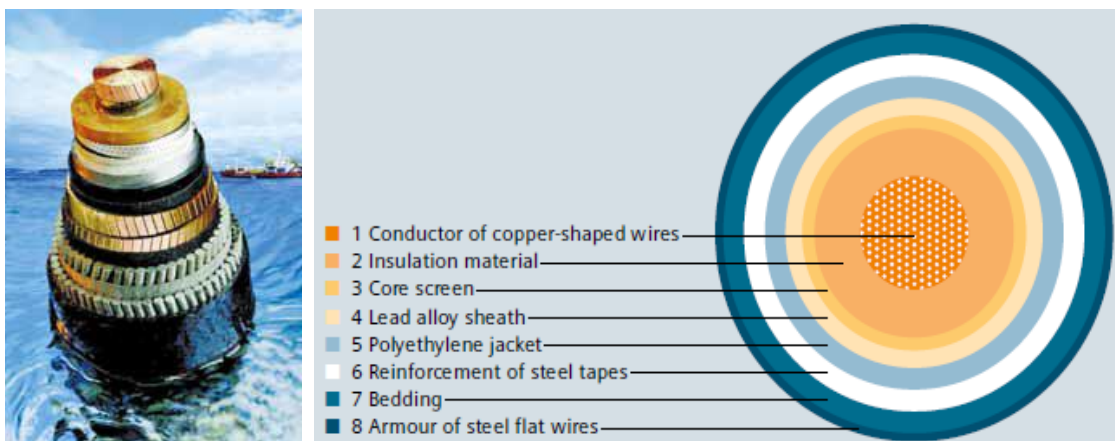 1 Conductor of copper-shaped wires
2 Insulation material
3 Core screen
4 Lead alloy sheath
5 Polyethylene jacket
6 Reinforcement of steel tapes
7 Bedding
8 Armour of steel flat wires